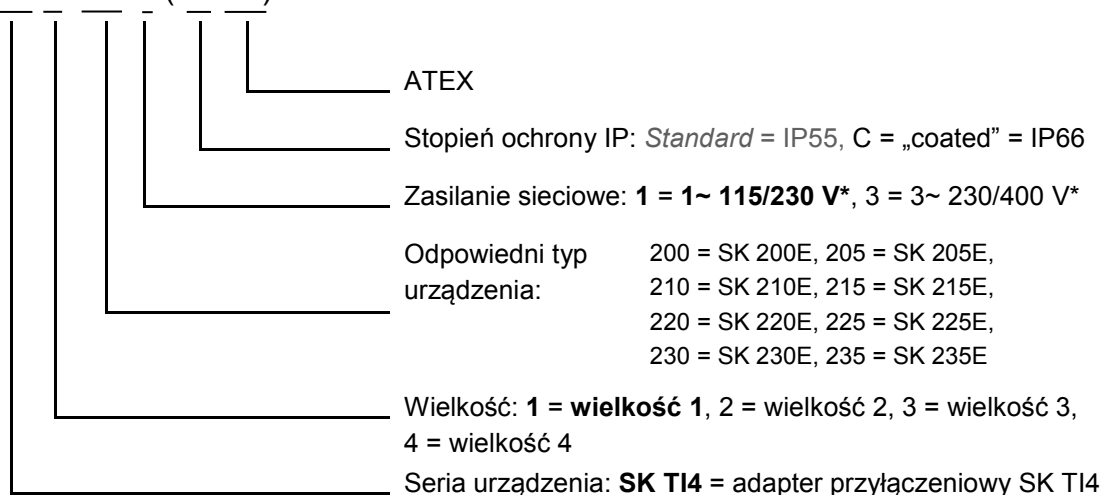 ATEX
Stopień ochrony IP: Standard = IP55, C = „coated” = IP66
Zasilanie sieciowe: 1 = 1~ 115/230 V*, 3 = 3~ 230/400 V*
Odpowiedni typ urządzenia:
200 = SK 200E, 205 = SK 205E,
210 = SK 210E, 215 = SK 215E,
220 = SK 220E, 225 = SK 225E,
230 = SK 230E, 235 = SK 235E
Wielkość: 1 = wielkość 1, 2 = wielkość 2, 3 = wielkość 3,
4 = wielkość 4
Seria urządzenia: SK TI4 = adapter przyłączeniowy SK TI4